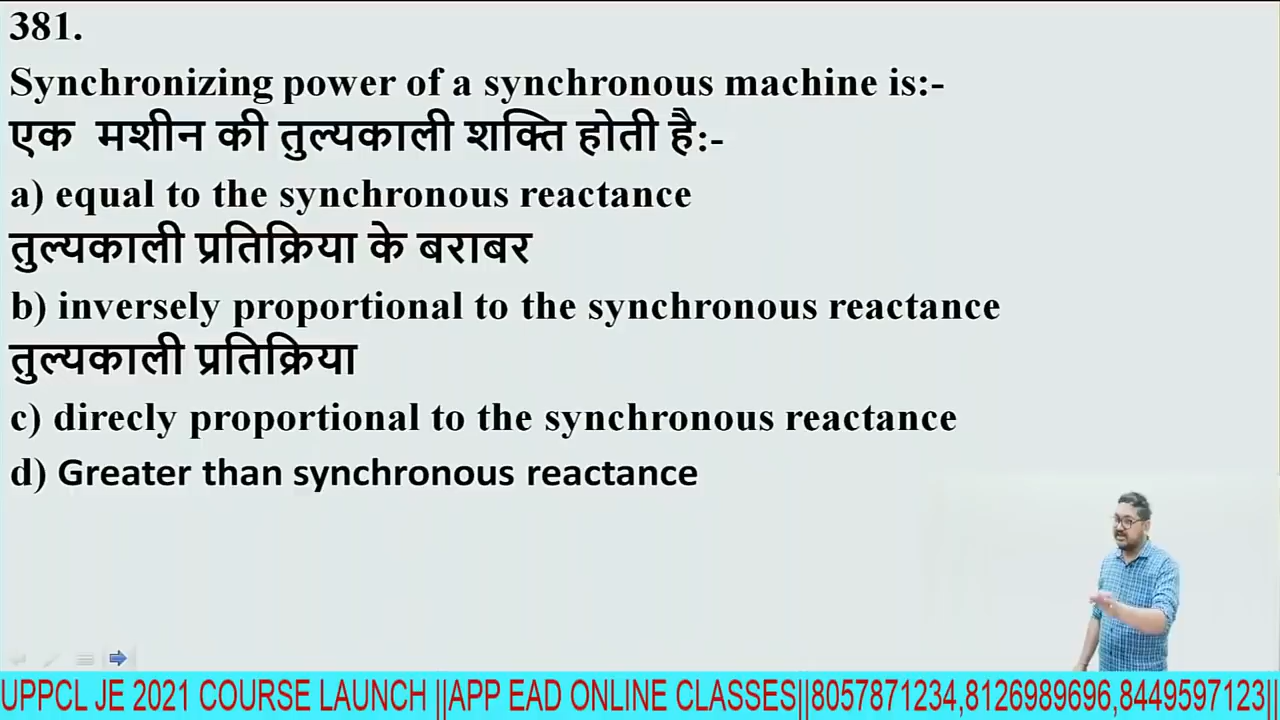 381.
Synchronizing power of a synchronous machine is:-
एक मशीन की तुल्यकाली शक्ति होती है:-
a) equal to the synchronous reactance
तुल्यकाली प्रतिक्रिया के बराबर
b) inversely proportional to the synchronous reactance
तुल्यकाली प्रतिक्रिया
c) direcly proportional to the synchronous reactance
d) Greater than synchronous reactance
UPPCL JE 2021 COURSE LAUNCH ||APP EAD ONLINE CLASSES||8057871234,8126989696,8449597123||